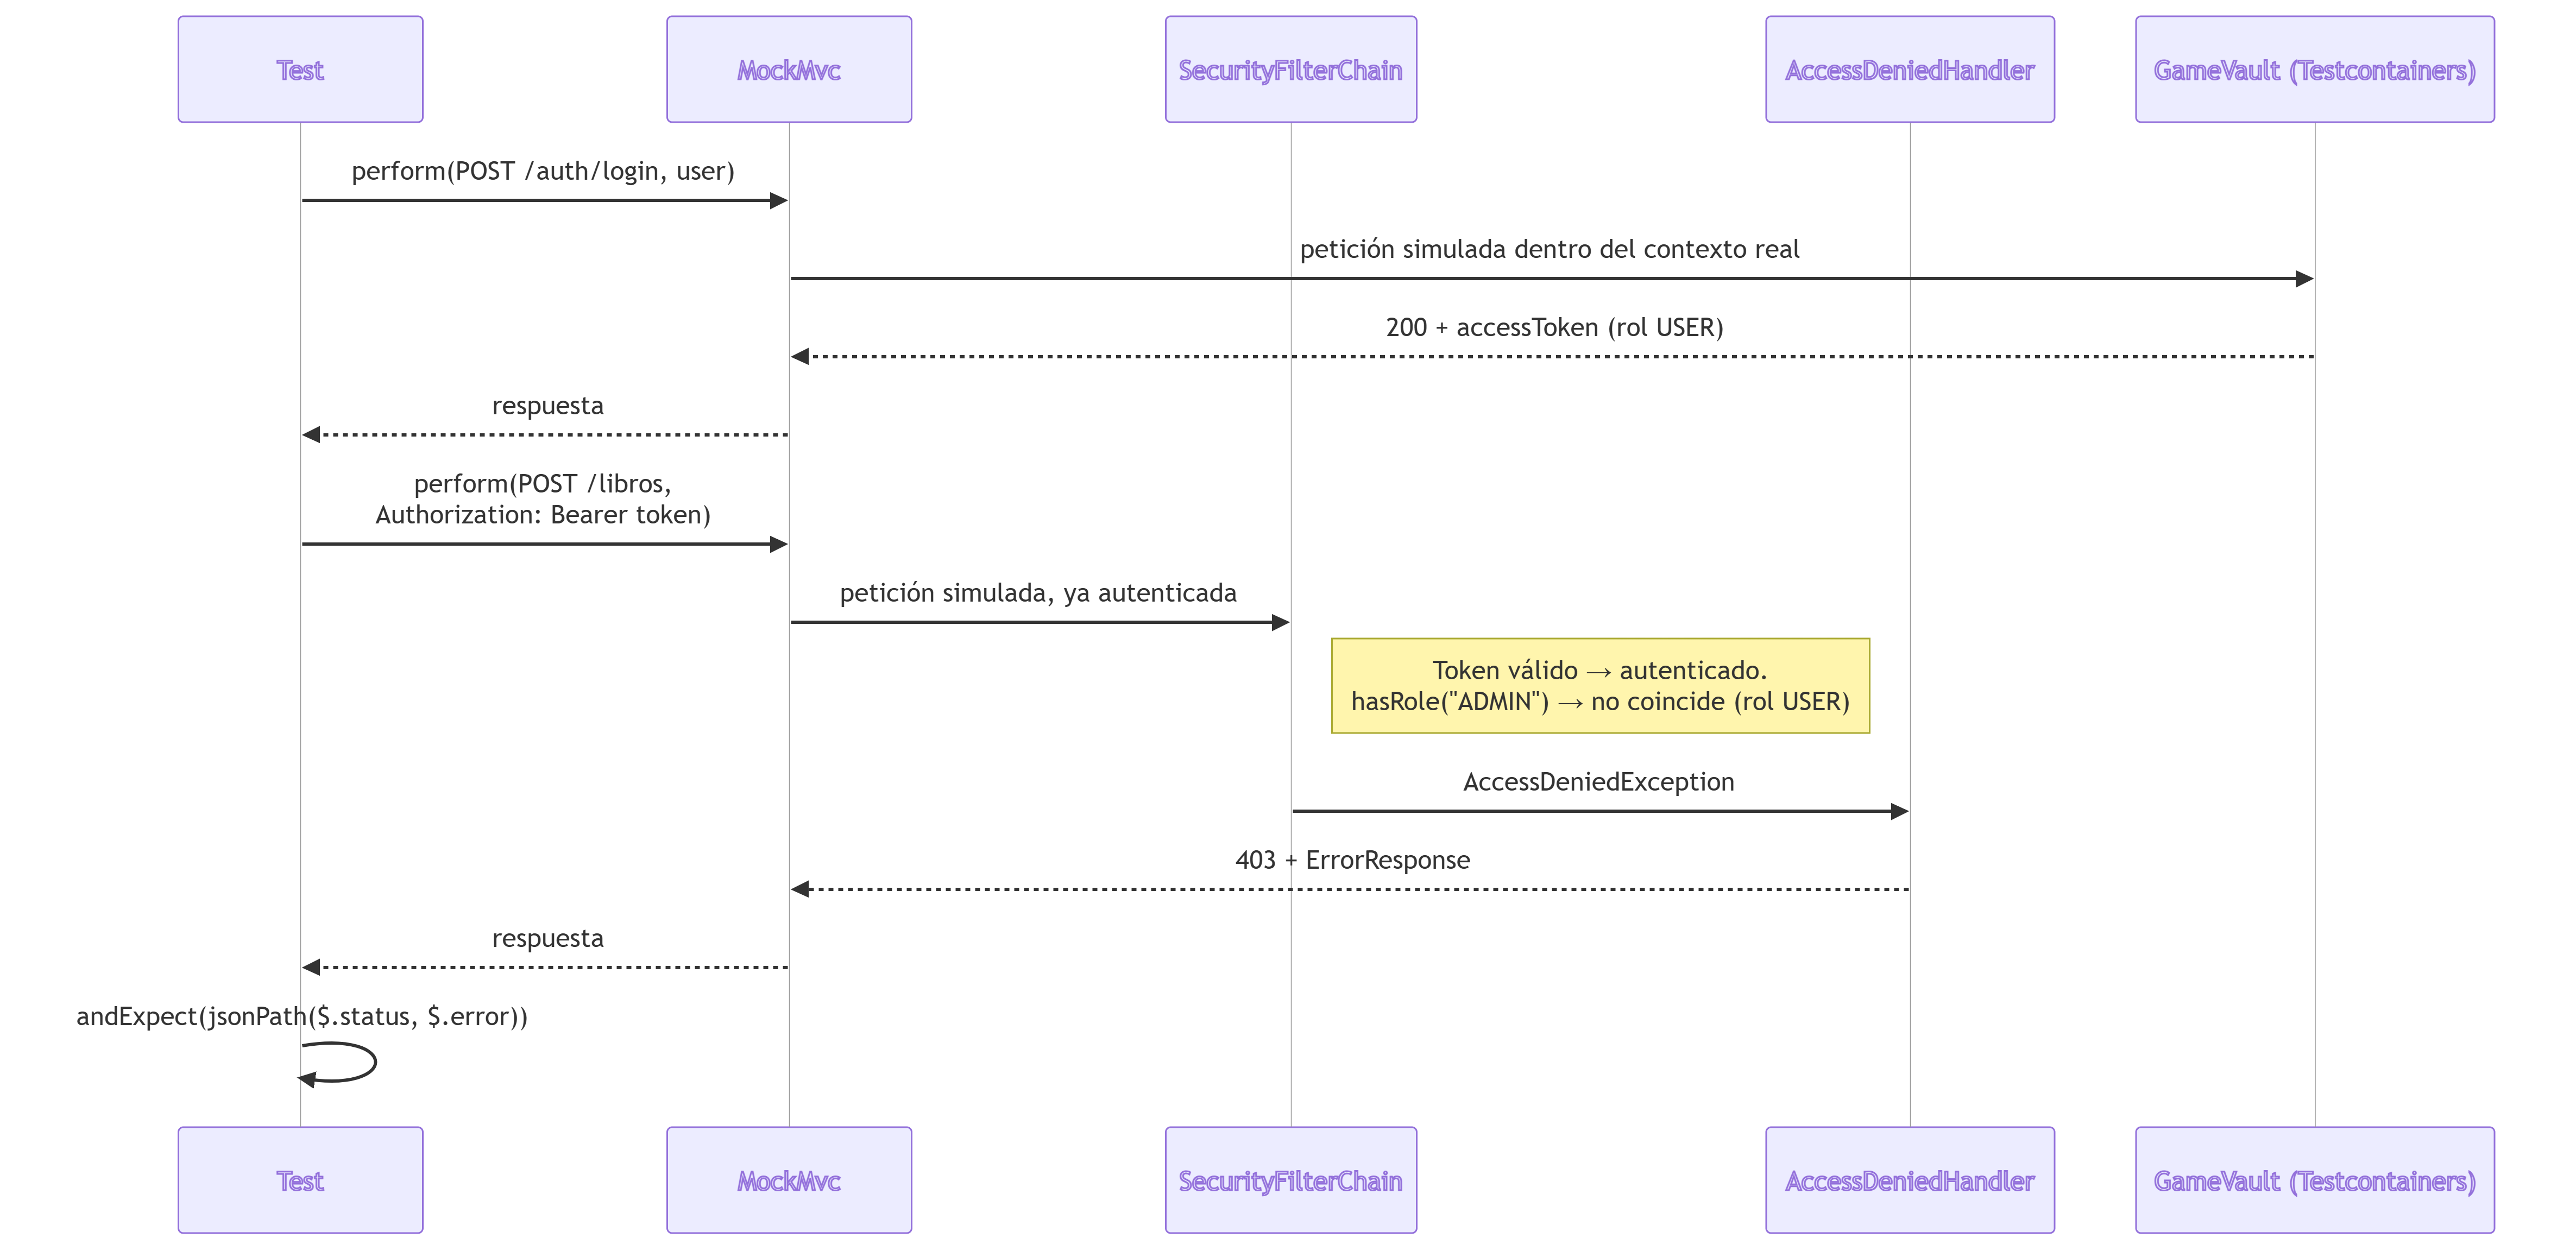 Test
MockMvc
SecurityFilterChain
AccessDeniedHandler
GameVault (Testcontainers)
perform(POST /auth/login, user)
petición simulada dentro del contexto real
200 + accessToken (rol USER)
respuesta
perform(POST /libros,
Authorization: Bearer token)
petición simulada, ya autenticada
Token válido → autenticado.
hasRole("ADMIN") → no coincide (rol USER)
AccessDeniedException
403 + ErrorResponse
respuesta
andExpect(jsonPath($.status, $.error))
Test
MockMvc
SecurityFilterChain
AccessDeniedHandler
GameVault (Testcontainers)